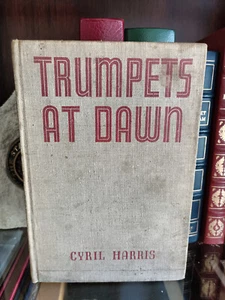 TRUMPETS
AT DAWN
CYRIL HARRIS